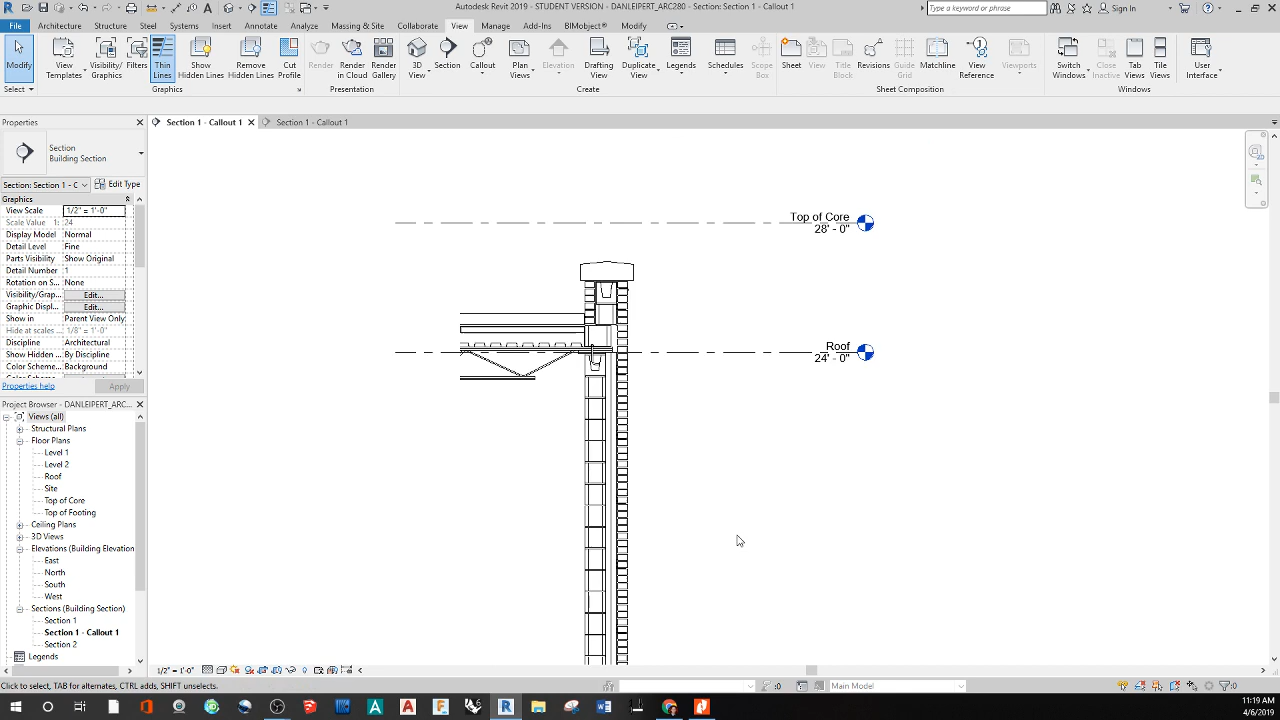 Autodesk Revit 2019 - STUDENT VERSION - DANLEIPERT_ARC280 - Section: Section 1 - Callout 1
Type a keyword or phrase
Sign In
File Architecture Structure Steel Systems Insert Annotate Analyze Massing & Site Collaborate View Manage Add-Ins BIMobject® Modify
Modify
View Templates
Visibility/ Graphics
Filters
Thin Lines
Show Hidden Lines
Remove Hidden Lines
Cut Profile
Render
Render in Cloud
Render Gallery
3D View
Section
Callout
Plan Views
Elevation
Drafting View
Duplicate View
Legends
Schedules
Scope Box
Sheet
View
Title Block
Revisions
Guide Grid
Matchline
View Reference
Viewports
Switch Windows
Close Inactive
Tab Views
Tile Views
User Interface
Select
Graphics
Presentation
Create
Sheet Composition
Windows
Properties
Section 1 - Callout 1
Section 1 - Callout 1
Section
Building Section
Section: Section 1 - C
Edit Type
Graphics
View Scale 1/2" = 1'-0"
Scale Value 1: 24
Display Model Normal
Detail Level Fine
Parts Visibility Show Original
Detail Number 1
Rotation on S... None
Visibility/Grap... Edit...
Graphic Displ... Edit...
Show in Parent View Only
Hide at scales ... 1/8" = 1'-0"
Discipline Architectural
Show Hidden ... By Discipline
Color Scheme... Background
Properties help
Apply
Project Browser - DANLEIPERT_ARC...
Views (all)
Structural Plans
Floor Plans
Level 1
Level 2
Roof
Site
Top of Core
Top of Footing
Ceiling Plans
3D Views
Elevations (Building Elevation
East
North
South
West
Sections (Building Section)
Section 1
Section 1 - Callout 1
Section 2
Legends
Top of Core
28' - 0"
Roof
24' - 0"
1/2" = 1'-0"
Click to select, TAB for alternates, CTRL adds, SHIFT unselects.
:0
Main Model
:0
11:19 AM
4/6/2019